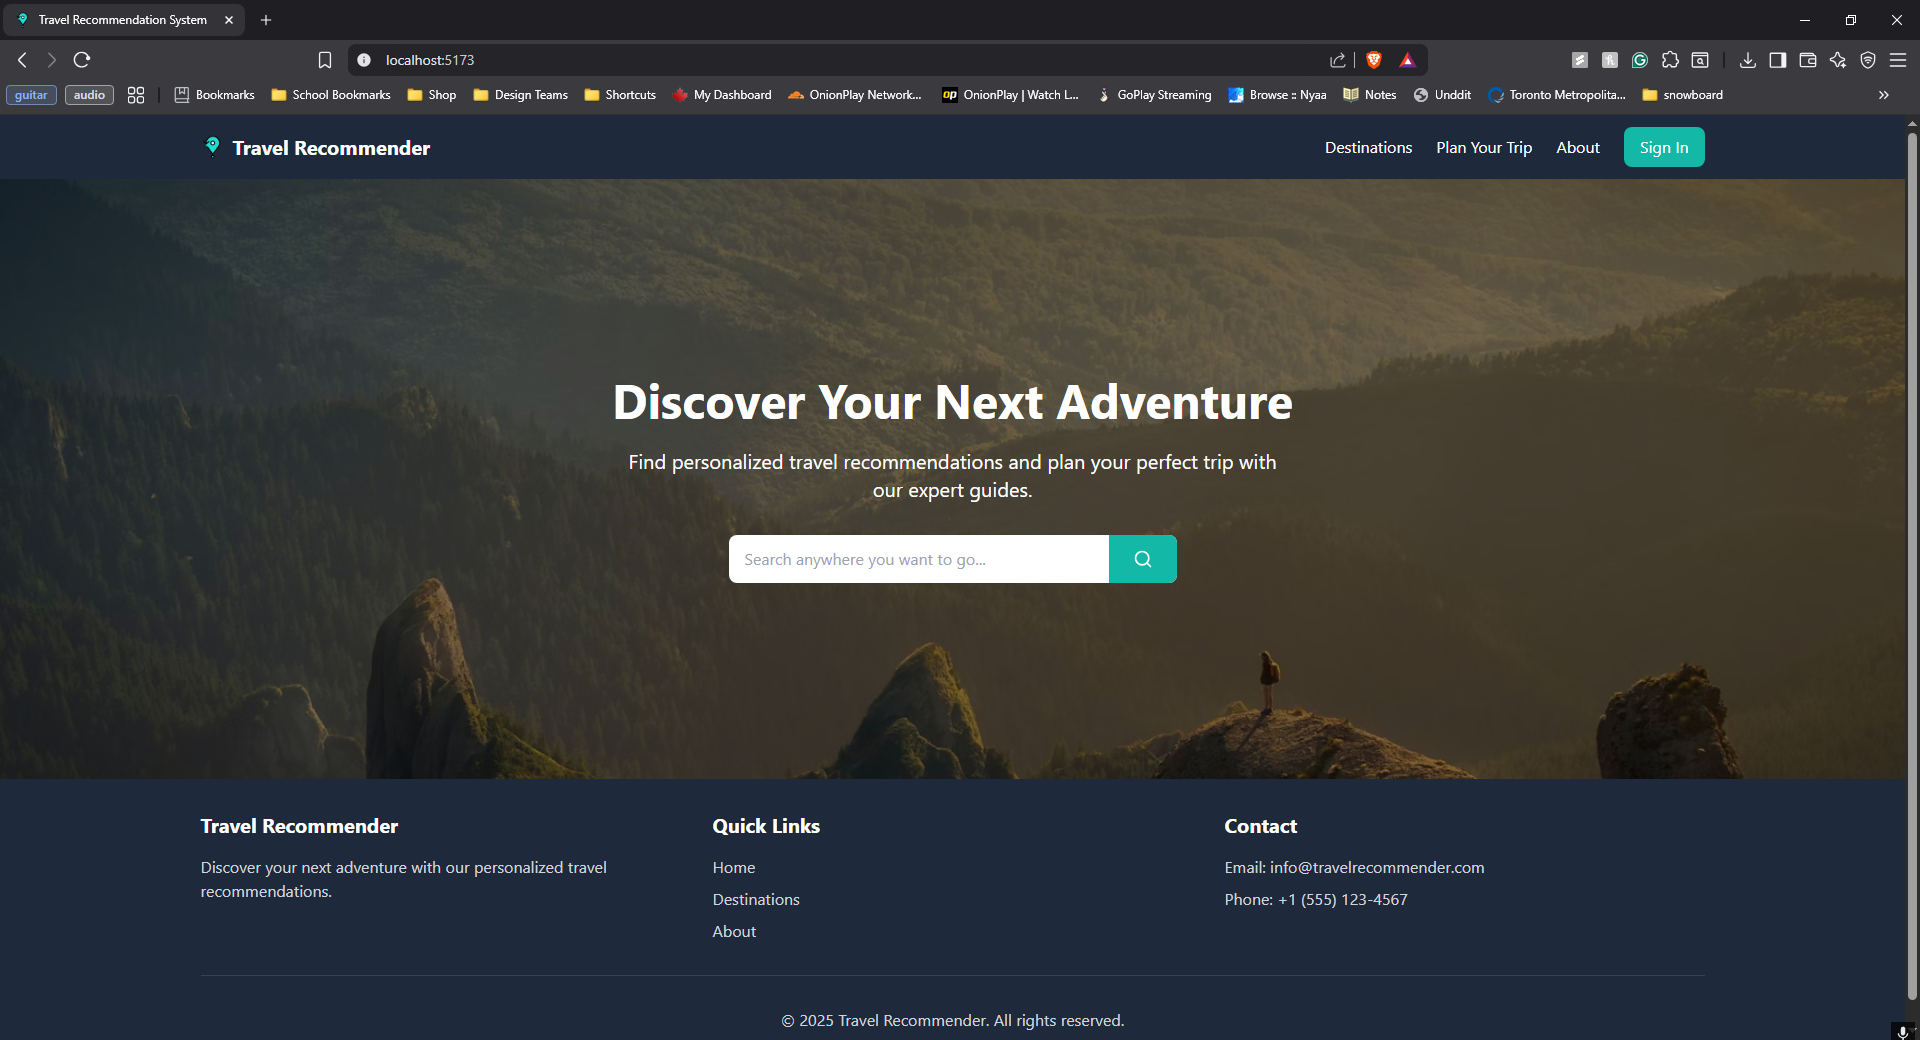 Travel Recommendation System
localhost:5173
guitar audio Bookmarks School Bookmarks Shop Design Teams Shortcuts My Dashboard OnionPlay Network... OnionPlay | Watch L... GoPlay Streaming Browse :: Nyaa Notes Unddit Toronto Metropolita... snowboard
Travel Recommender Destinations Plan Your Trip About Sign In
Discover Your Next Adventure
Find personalized travel recommendations and plan your perfect trip with
our expert guides.
Search anywhere you want to go...
Travel Recommender
Discover your next adventure with our personalized travel
recommendations.
Quick Links
Home
Destinations
About
Contact
Email: info@travelrecommender.com
Phone: +1 (555) 123-4567
© 2025 Travel Recommender. All rights reserved.